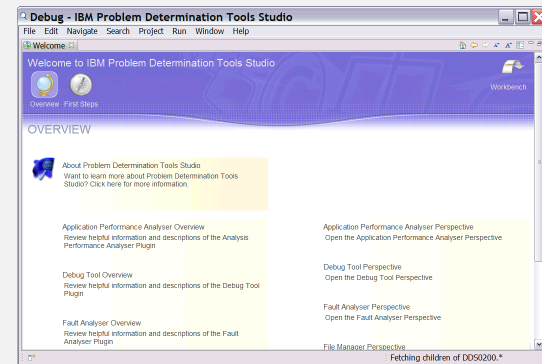 Debug - IBM Problem Determination Tools Studio
File Edit Navigate Search Project Run Window Help
Welcome
Welcome to IBM Problem Determination Tools Studio
Overview First Steps
Workbench
OVERVIEW
About Problem Determination Tools Studio
Want to learn more about Problem Determination Tools
Studio? Click here for more information.
Application Performance Analyser Overview
Review helpful information and descriptions of the Analysis
Performance Analyser Plugin
Application Performance Analyser Perspective
Open the Application Performance Analyser Perspective
Debug Tool Overview
Review helpful information and descriptions of the Debug Tool
Plugin
Debug Tool Perspective
Open the Debug Tool Perspective
Fault Analyser Overview
Review helpful information and descriptions of the Fault
Analyser Plugin
Fault Analyser Perspective
Open the Fault Analyser Perspective
File Manager Perspective
Fetching children of DDS0200.*